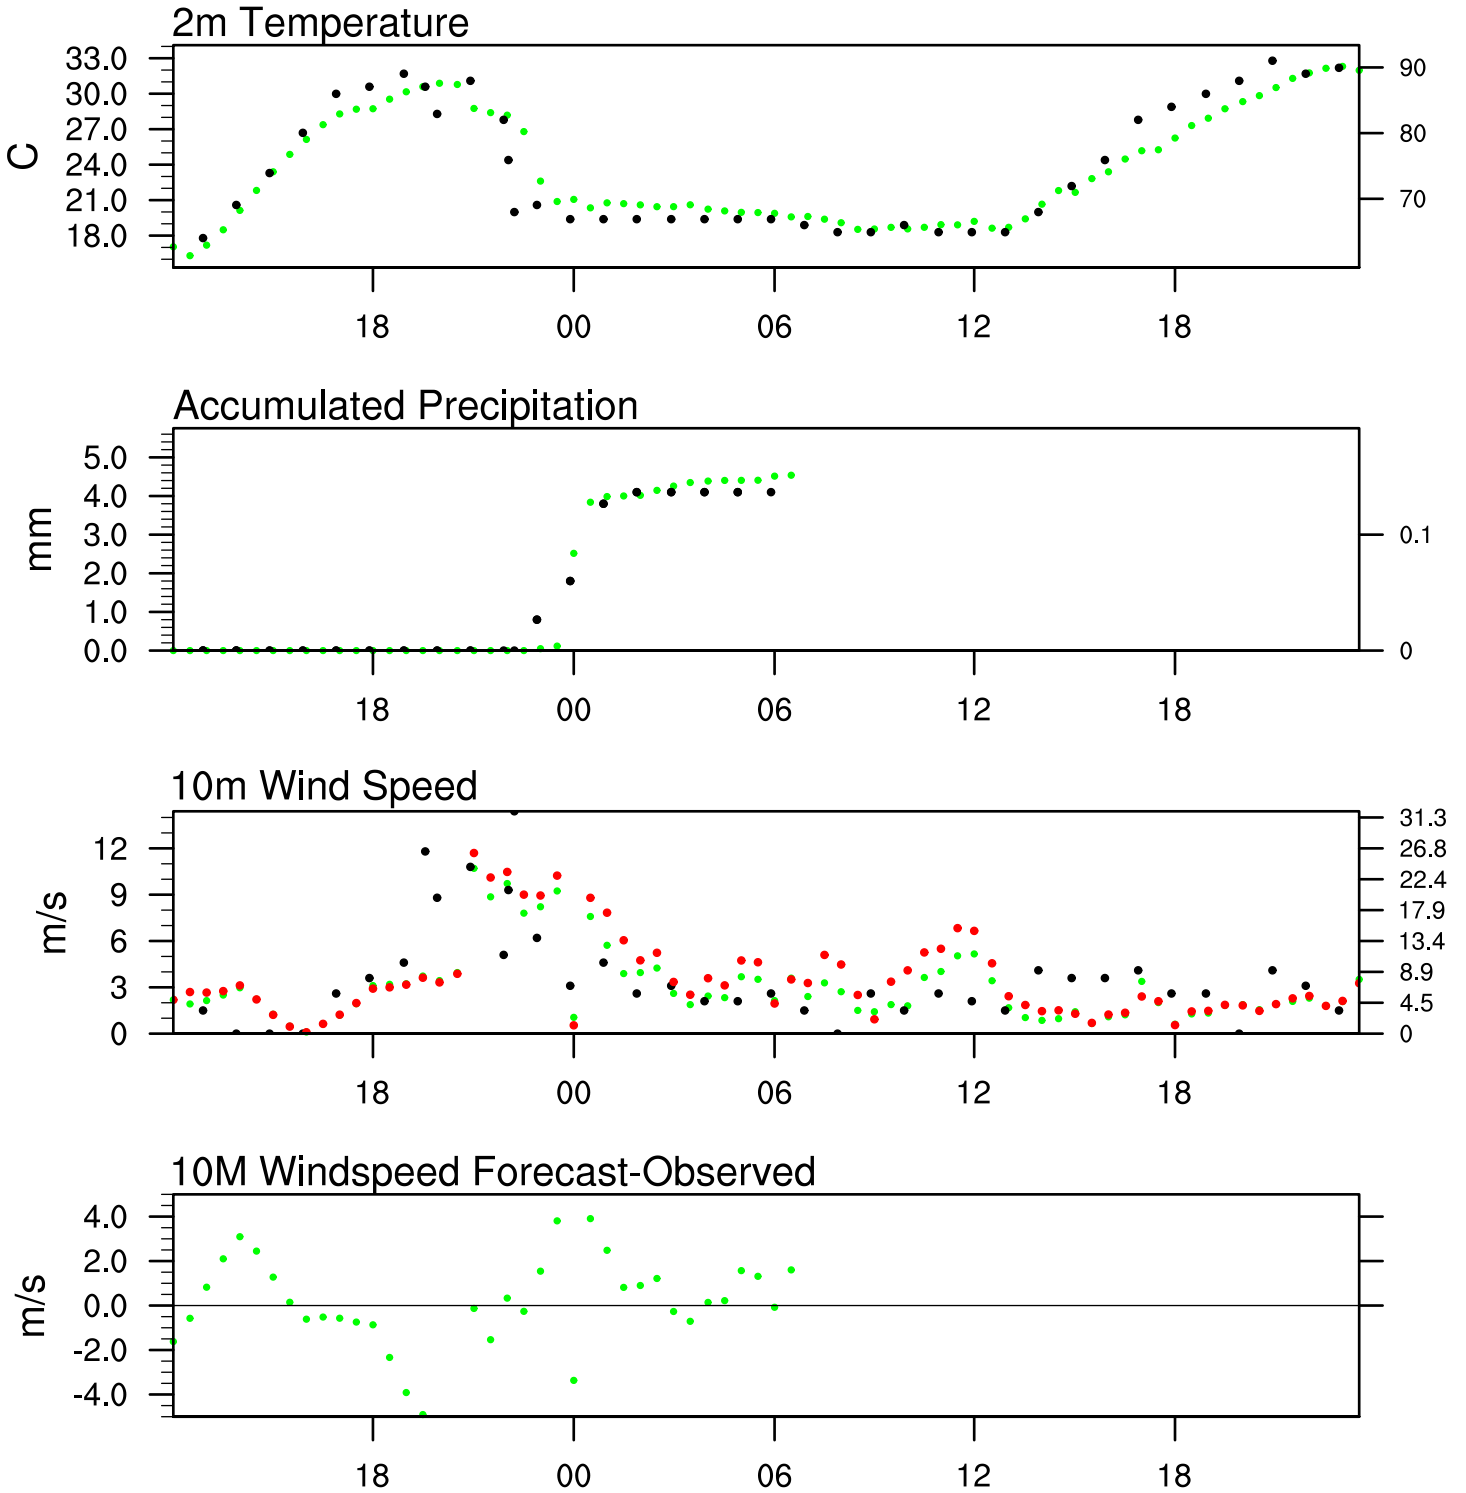 2m Temperature
33.0
30.0
27.0
24.0
21.0
18.0
C
90
80
70
18 00 06 12 18
Accumulated Precipitation
5.0
4.0
3.0
2.0
1.0
0.0
mm
0.1
0
18 00 06 12 18
10m Wind Speed
12
9
6
3
0
m/s
31.3
26.8
22.4
17.9
13.4
8.9
4.5
0
18 00 06 12 18
10M Windspeed Forecast-Observed
4.0
2.0
0.0
-2.0
-4.0
m/s
18 00 06 12 18